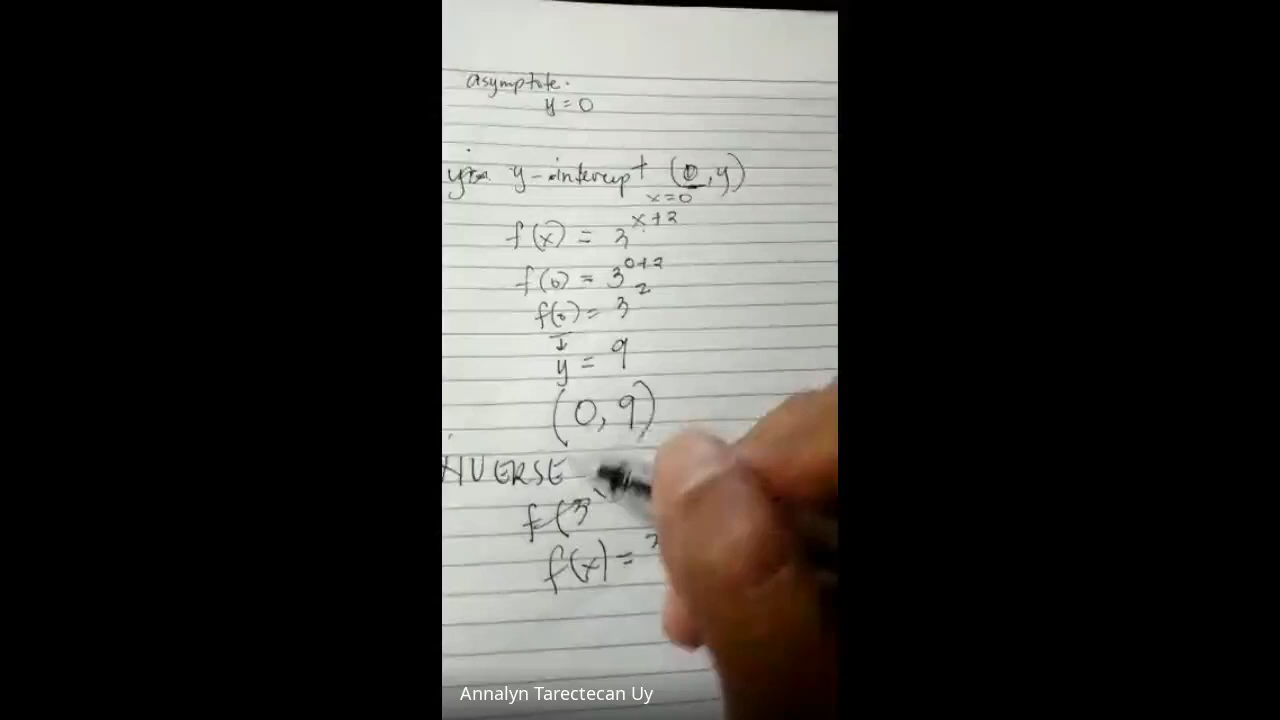 asymptote.
y = 0
y-intercept (0, y)
x=0
f(x) = 3^{x+2}
f(0) = 3^{0+2}
f(0) = 3^{2}
↓
y = 9
(0, 9)
NVERSE
f(3
f(x) =
Annalyn Tarectecan Uy